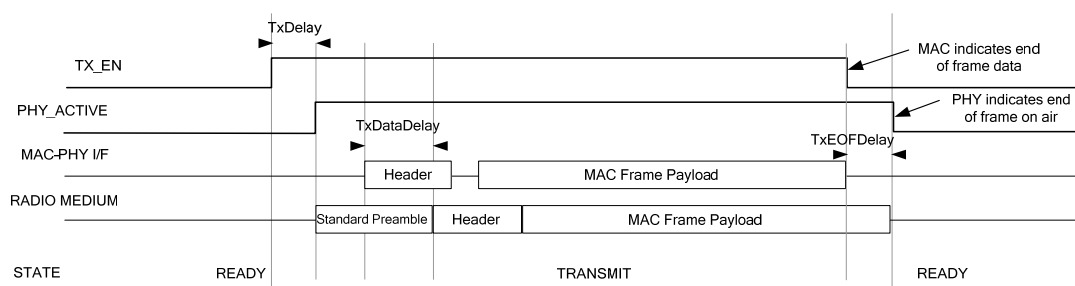 TxDelay
TX_EN
MAC indicates end
of frame data
PHY_ACTIVE
PHY indicates end
of frame on air
TxDataDelay
TxEOFDelay
MAC-PHY I/F
Header
MAC Frame Payload
RADIO MEDIUM
Standard Preamble
Header
MAC Frame Payload
STATE
READY
TRANSMIT
READY